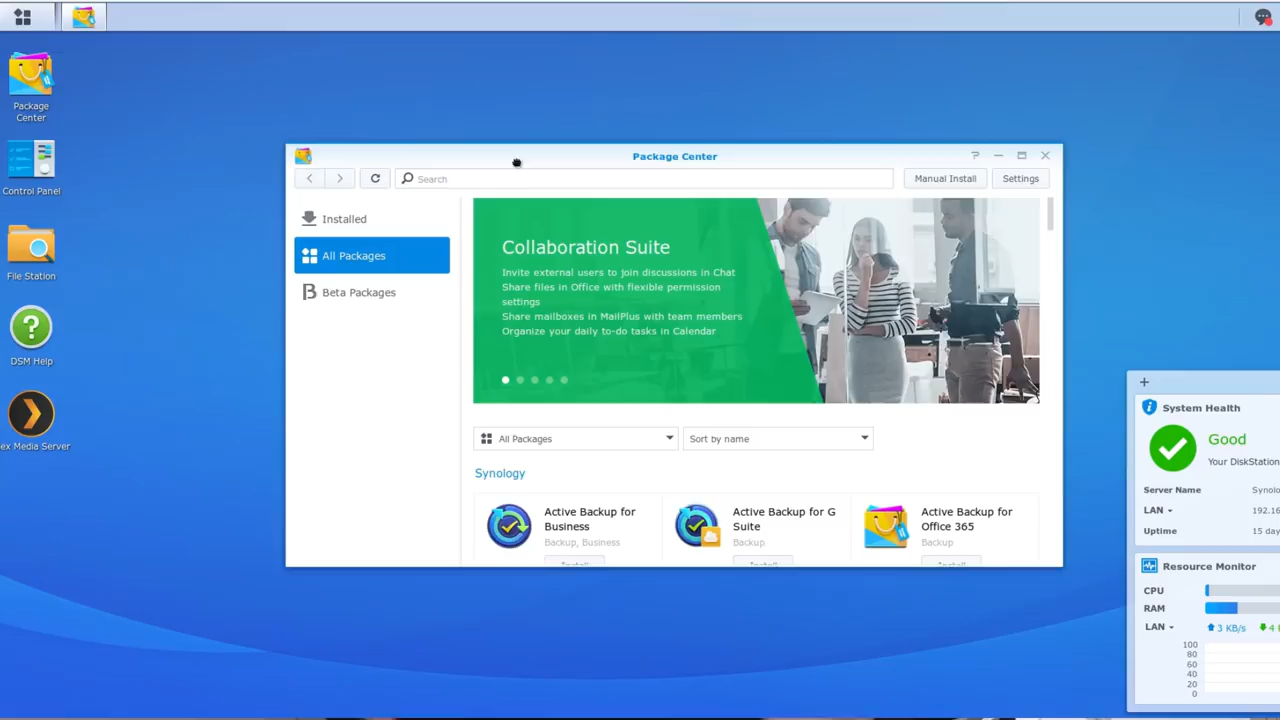 Package
Center
Control Panel
File Station
DSM Help
ex Media Server
Package Center
Search
Manual Install
Settings
Installed
All Packages
Beta Packages
Collaboration Suite
Invite external users to join discussions in Chat
Share files in Office with flexible permission
settings
Share mailboxes in MailPlus with team members
Organize your daily to-do tasks in Calendar
All Packages
Sort by name
Synology
Active Backup for
Business
Backup, Business
Install
Active Backup for G
Suite
Backup
Install
Active Backup for
Office 365
Backup
Install
System Health
Good
Your DiskStation
Server Name Synolo
LAN 192.16
Uptime 15 day
Resource Monitor
CPU
RAM
LAN 3 KB/s 4
100
80
60
40
20
0